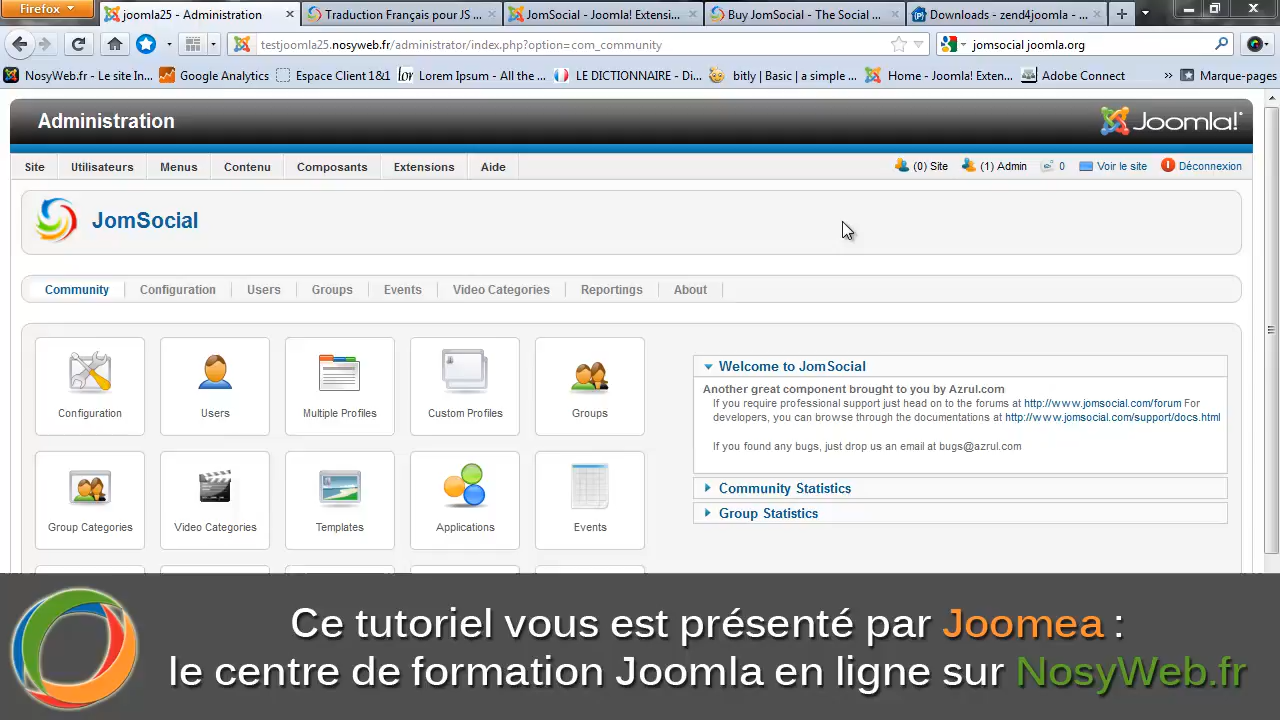 Firefox
joomla25 - Administration
Traduction Français pour JS ...
JomSocial - Joomla! Extensi...
Buy JomSocial - The Social ...
Downloads - zend4joomla - ...
testjoomla25.nosyweb.fr/administrator/index.php?option=com_community
jomsocial joomla.org
NosyWeb.fr - Le site In...
Google Analytics
Espace Client 1&1
Lorem Ipsum - All the ...
LE DICTIONNAIRE - Di...
bitly | Basic | a simple ...
Home - Joomla! Exten...
Adobe Connect
»
Marque-pages
Administration
Joomla!
Site Utilisateurs Menus Contenu Composants Extensions Aide
(0) Site (1) Admin 0 Voir le site Déconnexion
JomSocial
Community Configuration Users Groups Events Video Categories Reportings About
Configuration Users Multiple Profiles Custom Profiles Groups
Group Categories Video Categories Templates Applications Events
Welcome to JomSocial
Another great component brought to you by Azrul.com
If you require professional support just head on to the forums at http://www.jomsocial.com/forum For
developers, you can browse through the documentations at http://www.jomsocial.com/support/docs.html
If you found any bugs, just drop us an email at bugs@azrul.com
Community Statistics
Group Statistics
Ce tutoriel vous est présenté par Joomea :
le centre de formation Joomla en ligne sur NosyWeb.fr